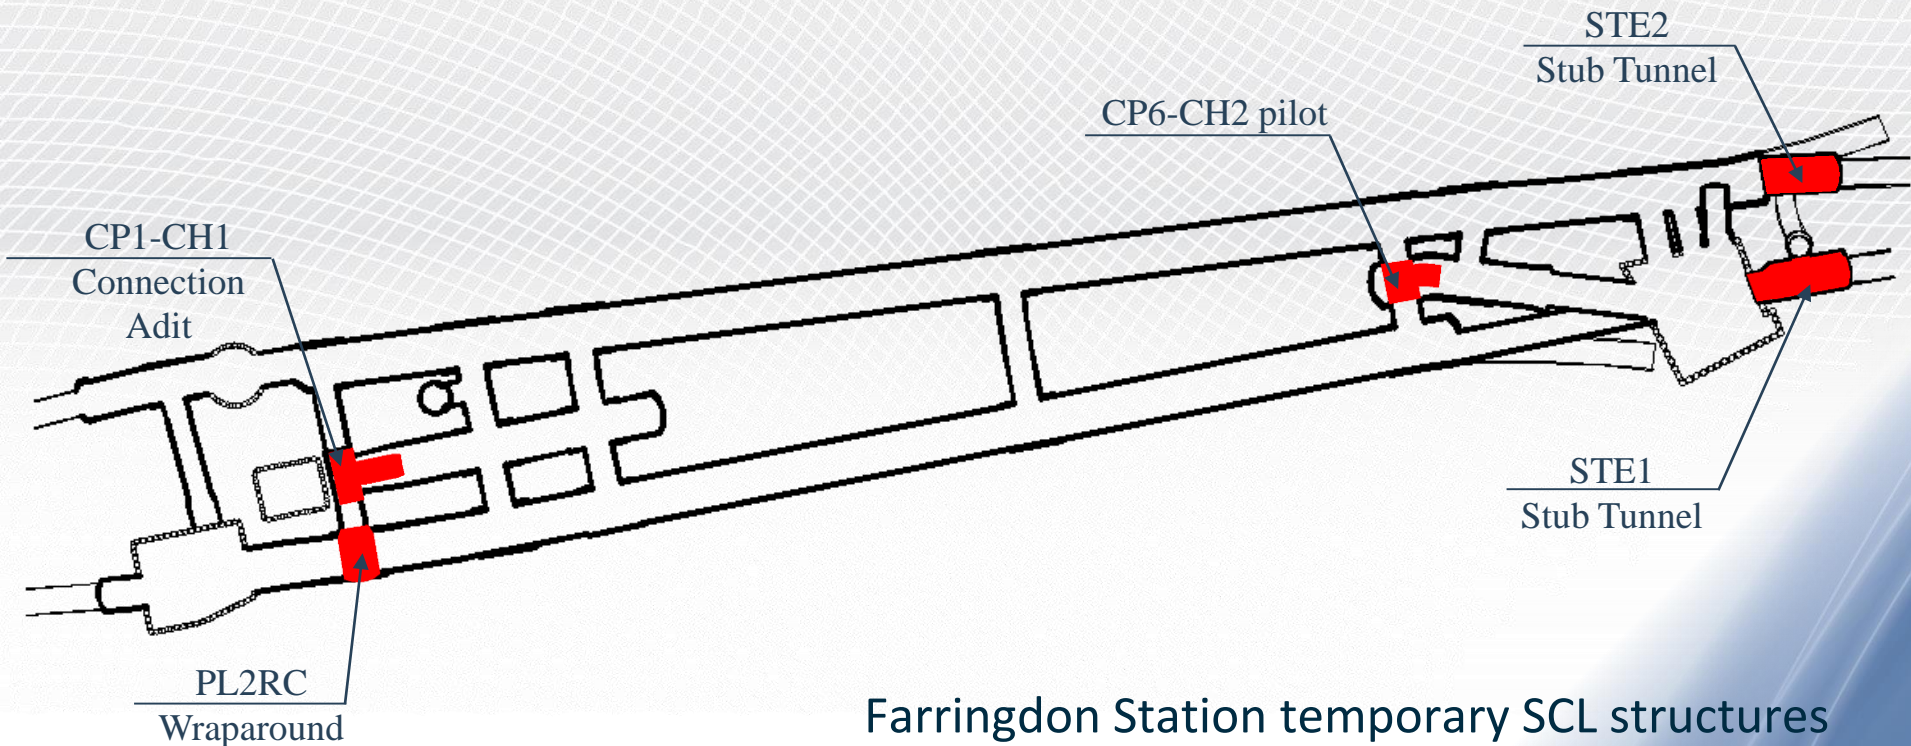 STE2
Stub Tunnel
CP6-CH2 pilot
CP1-CH1
Connection
Adit
STE1
Stub Tunnel
PL2RC
Wraparound
Farringdon Station temporary SCL structures